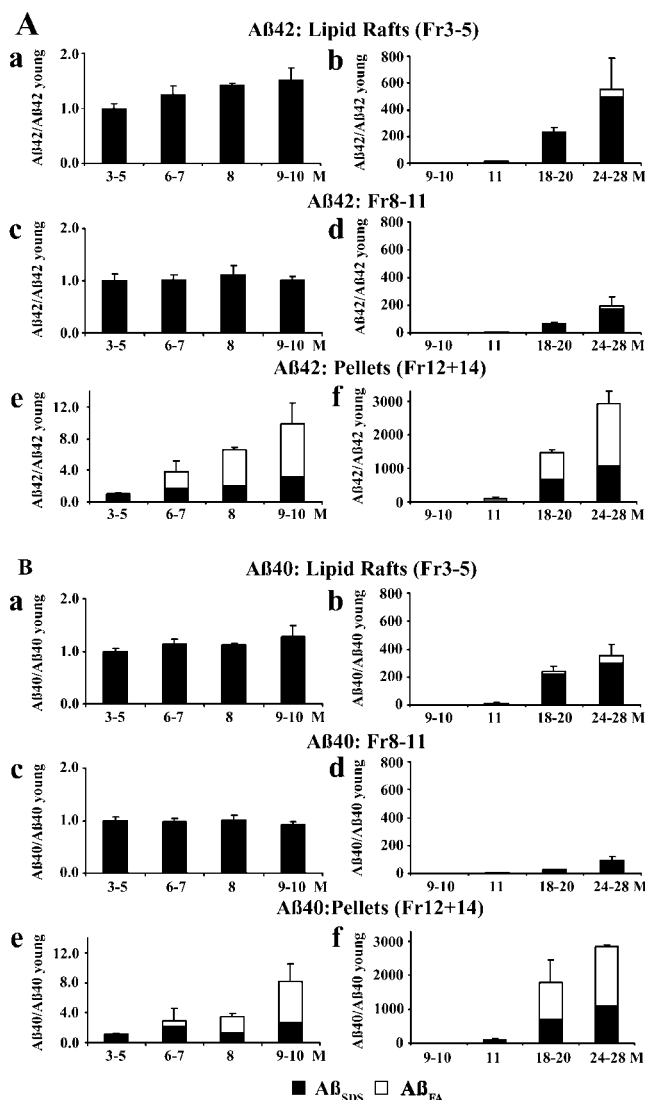 A
Aß42: Lipid Rafts (Fr3-5)
a
Aß42/Aß42 young
2.0
1.0
0.0
3-5 6-7 8 9-10 M
b
Aß42/Aß42 young
800
600
400
200
0
9-10 11 18-20 24-28 M
Aß42: Fr8-11
c
Aß42/Aß42 young
2.0
1.0
0.0
3-5 6-7 8 9-10 M
d
Aß42/Aß42 young
800
600
400
200
0
9-10 11 18-20 24-28 M
Aß42: Pellets (Fr12+14)
e
Aß42/Aß42 young
12.0
8.0
4.0
0.0
3-5 6-7 8 9-10 M
f
Aß42/Aß42 young
3000
2000
1000
0
9-10 11 18-20 24-28 M
B
Aß40: Lipid Rafts (Fr3-5)
a
Aß40/Aß40 young
2.0
1.0
0.0
3-5 6-7 8 9-10 M
b
Aß40/Aß40 young
800
600
400
200
0
9-10 11 18-20 24-28 M
Aß40: Fr8-11
c
Aß40/Aß40 young
2.0
1.0
0.0
3-5 6-7 8 9-10 M
d
Aß40/Aß40 young
800
600
400
200
0
9-10 11 18-20 24-28 M
Aß40:Pellets (Fr12+14)
e
Aß40/Aß40 young
12.0
8.0
4.0
0.0
3-5 6-7 8 9-10 M
f
Aß40/Aß40 young
3000
2000
1000
0
9-10 11 18-20 24-28 M
Aß SDS Aß FA